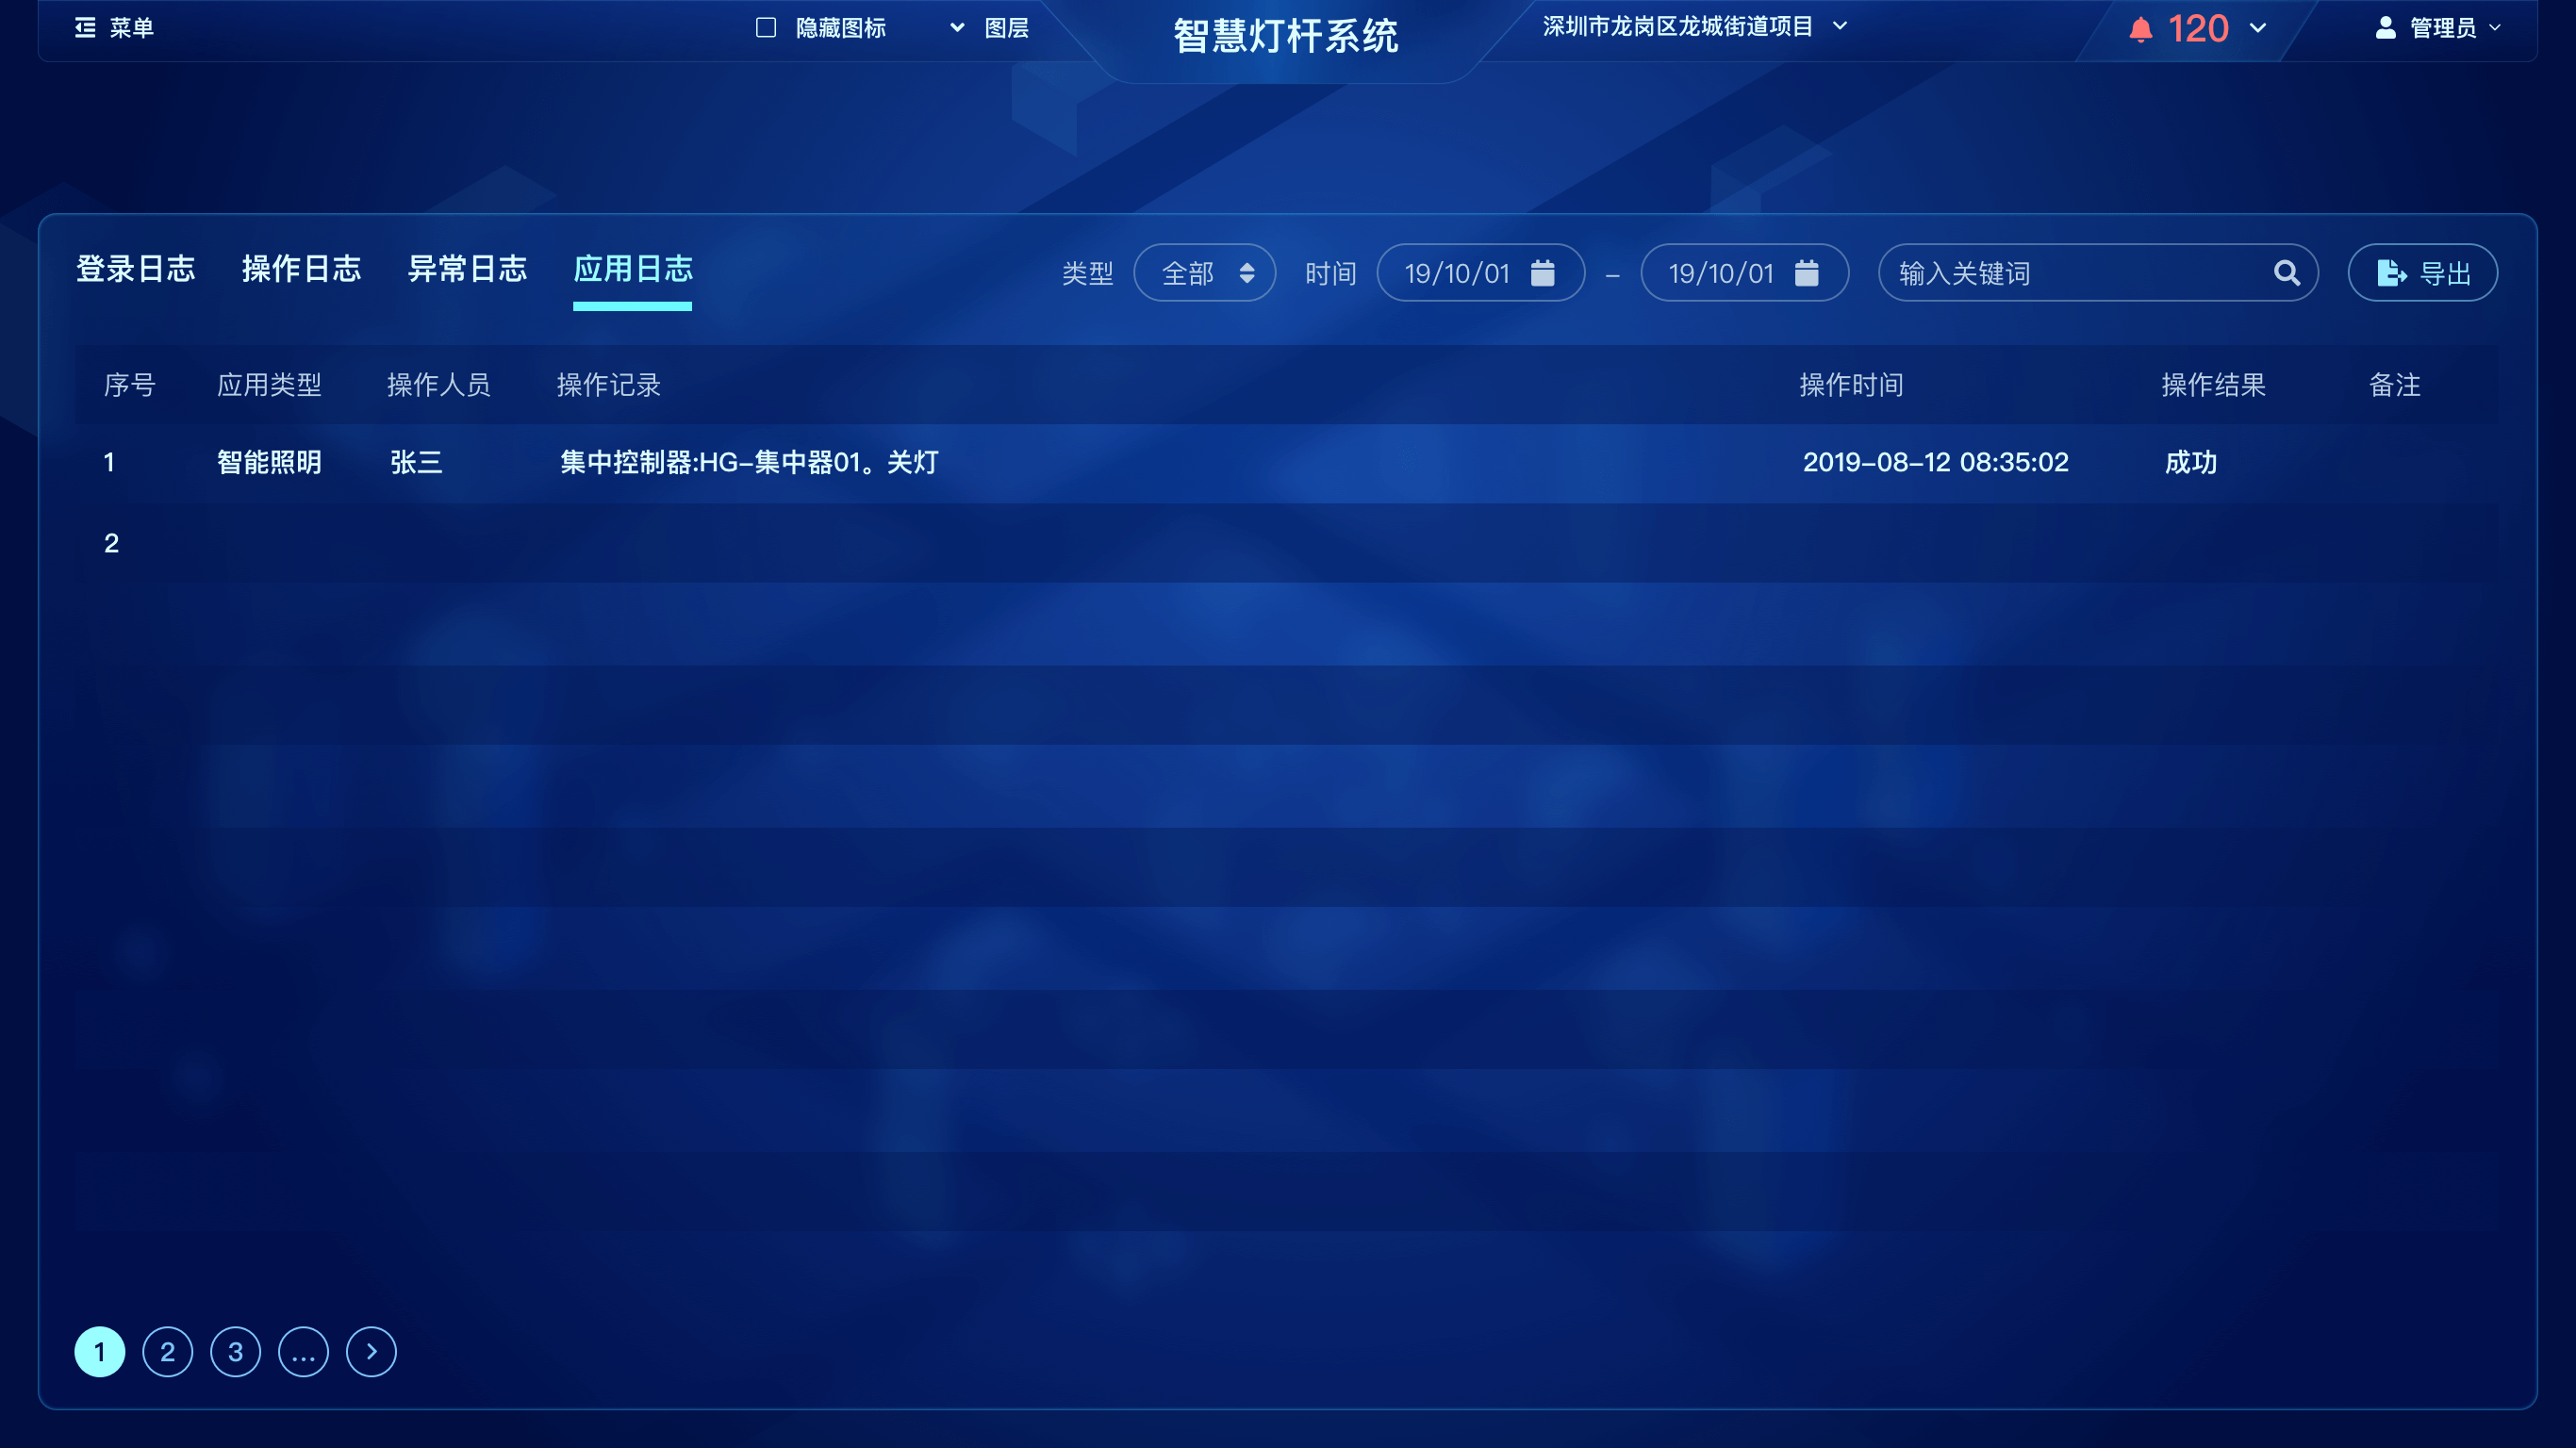 菜单
隐藏图标
图层
智慧灯杆系统
深圳市龙岗区龙城街道项目
120
管理员
登录日志 操作日志 异常日志 应用日志
类型 全部 时间 19/10/01 – 19/10/01 输入关键词 导出
序号 应用类型 操作人员 操作记录 操作时间 操作结果 备注
1 智能照明 张三 集中控制器:HG–集中器01。关灯 2019–08–12 08:35:02 成功
2
1 2 3 ...